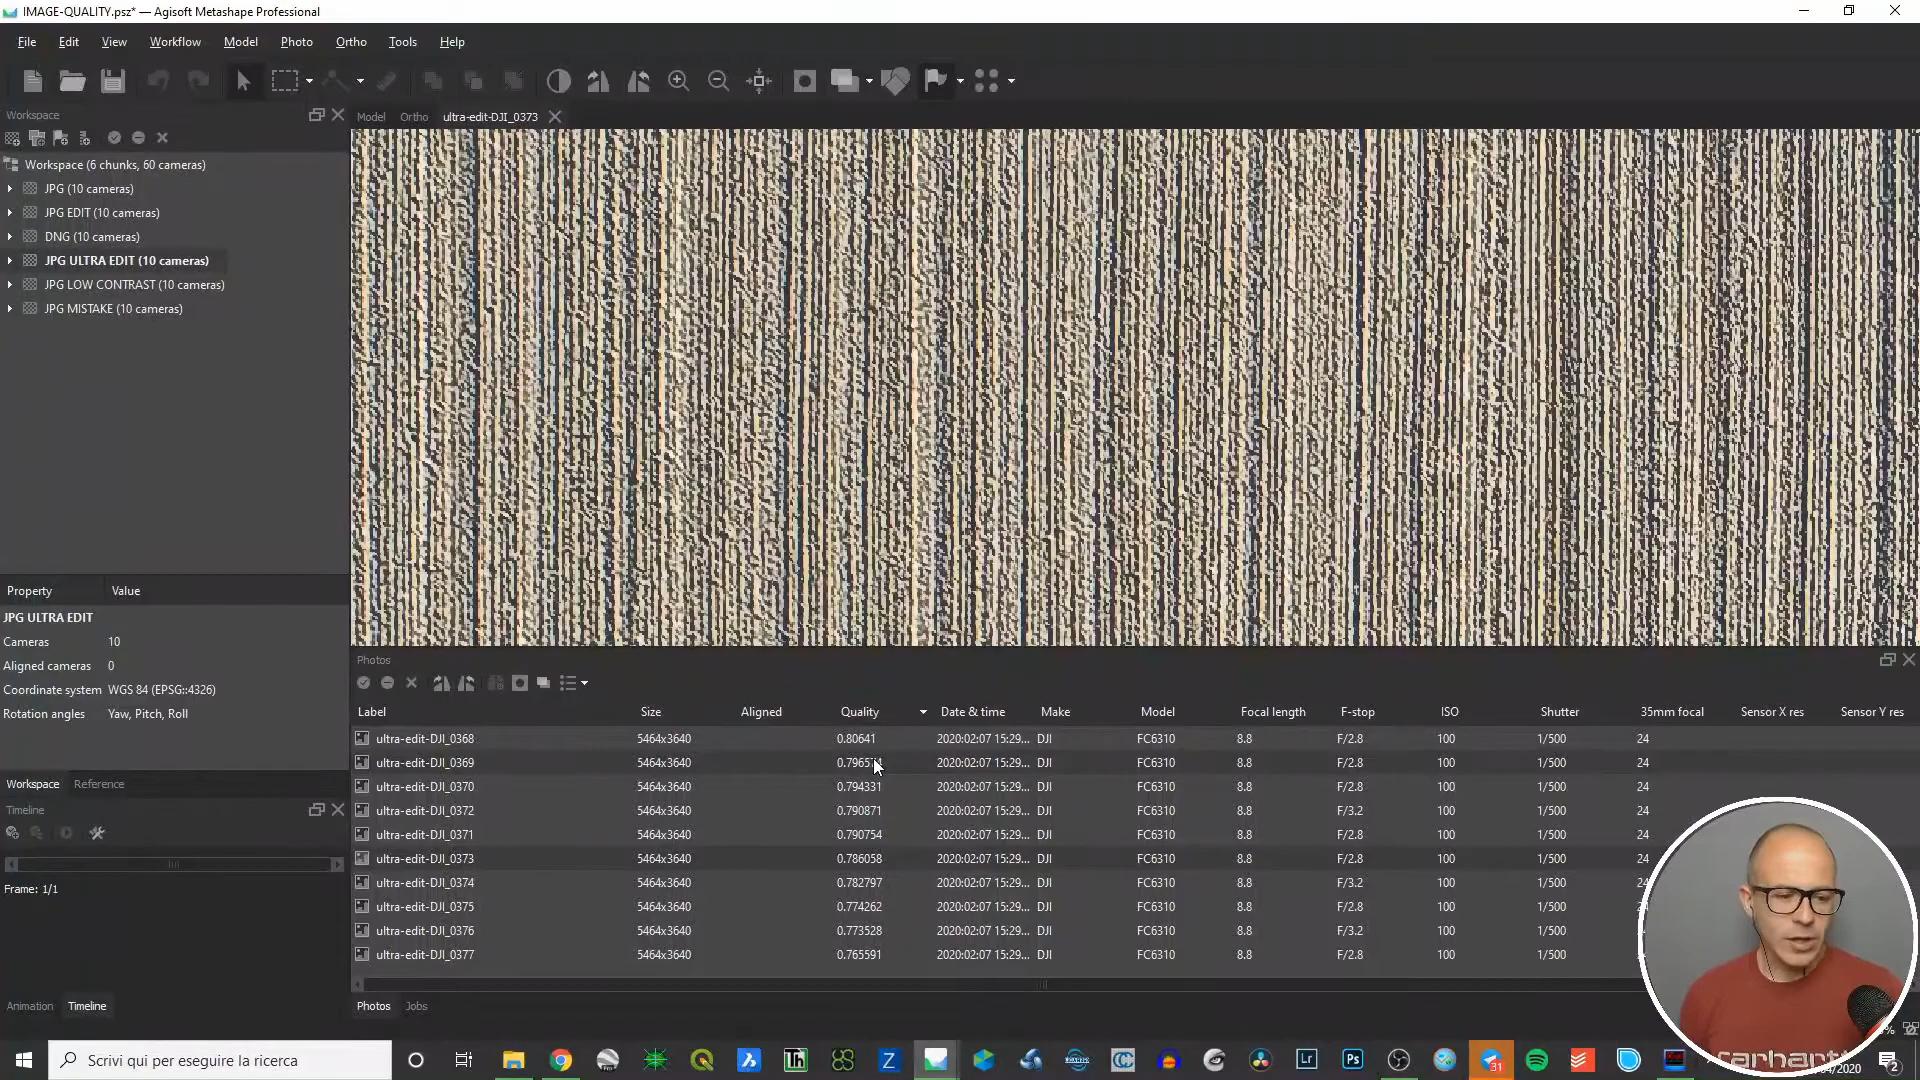 IMAGE-QUALITY.psz* — Agisoft Metashape Professional
File Edit View Workflow Model Photo Ortho Tools Help
Workspace
Model Ortho ultra-edit-DJI_0373
Workspace (6 chunks, 60 cameras)
JPG (10 cameras)
JPG EDIT (10 cameras)
DNG (10 cameras)
JPG ULTRA EDIT (10 cameras)
JPG LOW CONTRAST (10 cameras)
JPG MISTAKE (10 cameras)
Property Value
JPG ULTRA EDIT
Cameras 10
Aligned cameras 0
Coordinate system WGS 84 (EPSG::4326)
Rotation angles Yaw, Pitch, Roll
Workspace Reference
Timeline
Frame: 1/1
Animation Timeline
Photos
Label Size Aligned Quality Date & time Make Model Focal length F-stop ISO Shutter 35mm focal Sensor X res Sensor Y res
ultra-edit-DJI_0368 5464x3640 0.80641 2020:02:07 15:29... DJI FC6310 8.8 F/2.8 100 1/500 24
ultra-edit-DJI_0369 5464x3640 2020:02:07 15:29... DJI FC6310 8.8 F/2.8 100 1/500 24
ultra-edit-DJI_0370 5464x3640 0.794331 2020:02:07 15:29... DJI FC6310 8.8 F/2.8 100 1/500 24
ultra-edit-DJI_0372 5464x3640 0.790871 2020:02:07 15:29... DJI FC6310 8.8 F/3.2 100 1/500 24
ultra-edit-DJI_0371 5464x3640 0.790754 2020:02:07 15:29... DJI FC6310 8.8 F/2.8 100 1/500 24
ultra-edit-DJI_0373 5464x3640 0.786058 2020:02:07 15:29... DJI FC6310 8.8 F/2.8 100 1/500 24
ultra-edit-DJI_0374 5464x3640 0.782797 2020:02:07 15:29... DJI FC6310 8.8 F/3.2 100 1/500 24
ultra-edit-DJI_0375 5464x3640 0.774262 2020:02:07 15:29... DJI FC6310 8.8 F/2.8 100 1/500
ultra-edit-DJI_0376 5464x3640 0.773528 2020:02:07 15:29... DJI FC6310 8.8 F/3.2 100 1/500
ultra-edit-DJI_0377 5464x3640 0.765591 2020:02:07 15:29... DJI FC6310 8.8 F/2.8 100 1/500
Photos Jobs
Scrivi qui per eseguire la ricerca
Th
Z
CC
Lr
Ps
31
carhartt
/04/2020
2